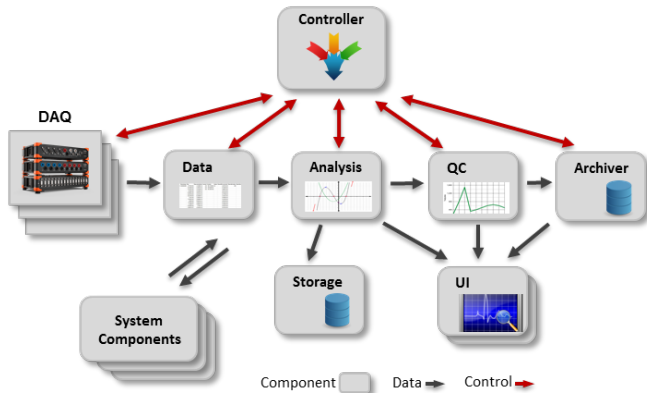 Controller
DAQ
Data
Analysis
QC
Archiver
Storage
UI
System
Components
Component
Data
Control